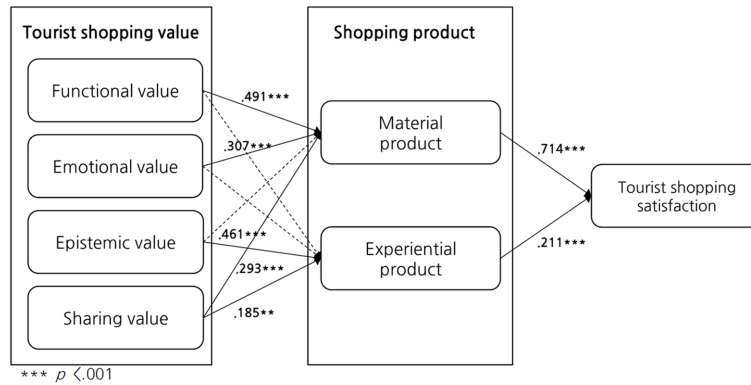 Tourist shopping value
Shopping product
Functional value
.491***
Material
product
.307***
.714***
Emotional value
Tourist shopping
satisfaction
Epistemic value
.461***
Experiential
product
.211***
.293***
Sharing value
.185**
*** p <.001